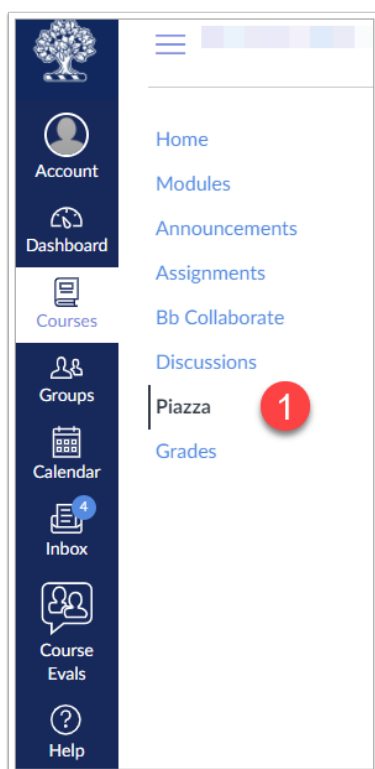 Account
Dashboard
Courses
Groups
Calendar
4
Inbox
Course
Evals
Help
Home
Modules
Announcements
Assignments
Bb Collaborate
Discussions
Piazza 1
Grades